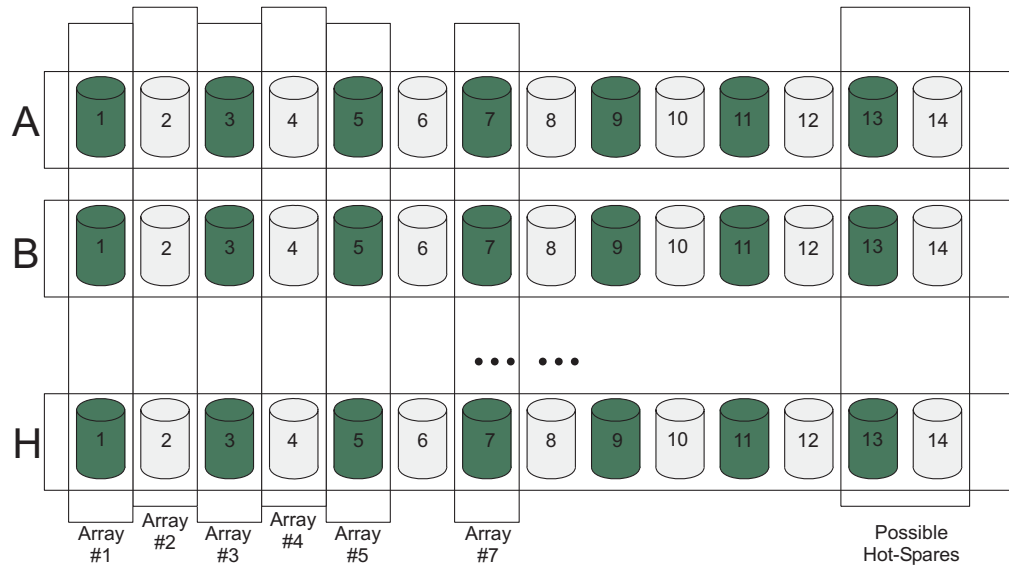 A 1 2 3 4 5 6 7 8 9 10 11 12 13 14
B 1 2 3 4 5 6 7 8 9 10 11 12 13 14
... ...
H 1 2 3 4 5 6 7 8 9 10 11 12 13 14
Array
#1
Array
#2
Array
#3
Array
#4
Array
#5
Array
#7
Possible
Hot-Spares